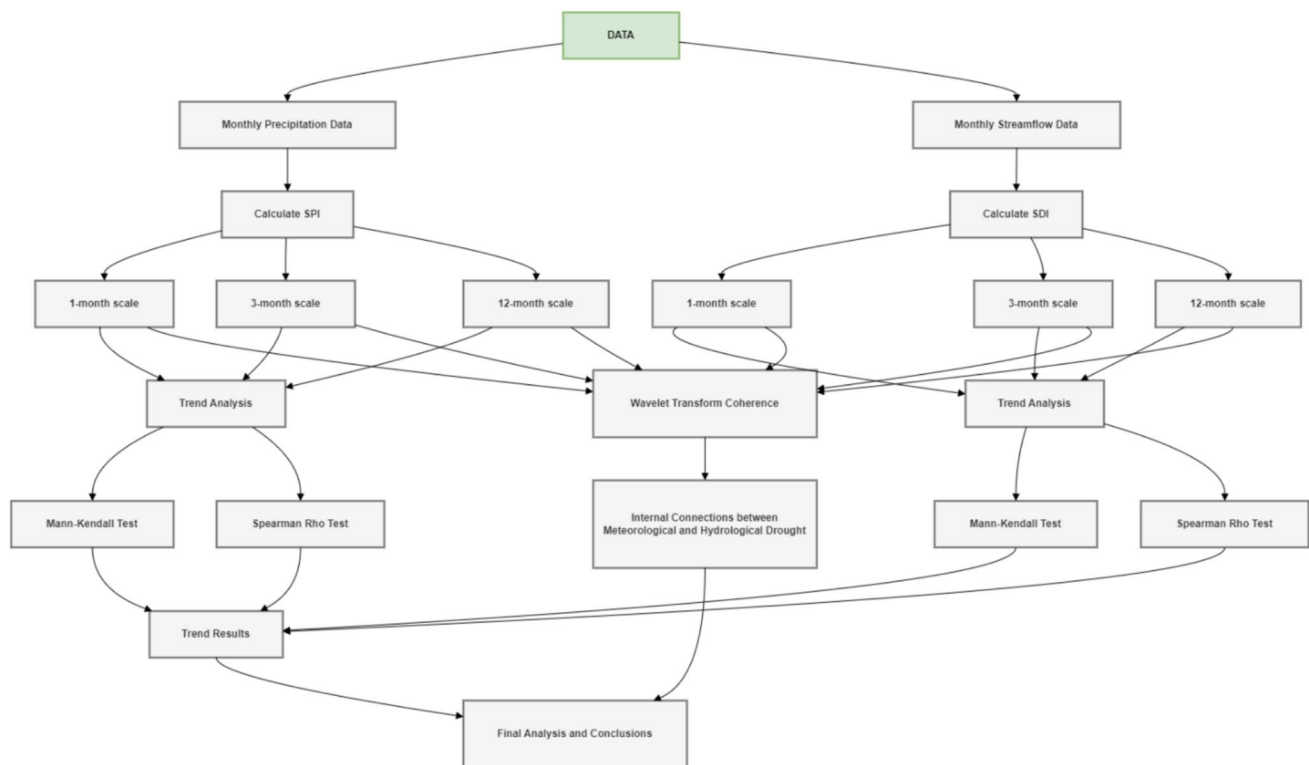 DATA
Monthly Precipitation Data
Monthly Streamflow Data
Calculate SPI
Calculate SDI
1-month scale
3-month scale
12-month scale
1-month scale
3-month scale
12-month scale
Trend Analysis
Wavelet Transform Coherence
Trend Analysis
Mann-Kendall Test
Spearman Rho Test
Internal Connections between
Meteorological and Hydrological Drought
Mann-Kendall Test
Spearman Rho Test
Trend Results
Final Analysis and Conclusions